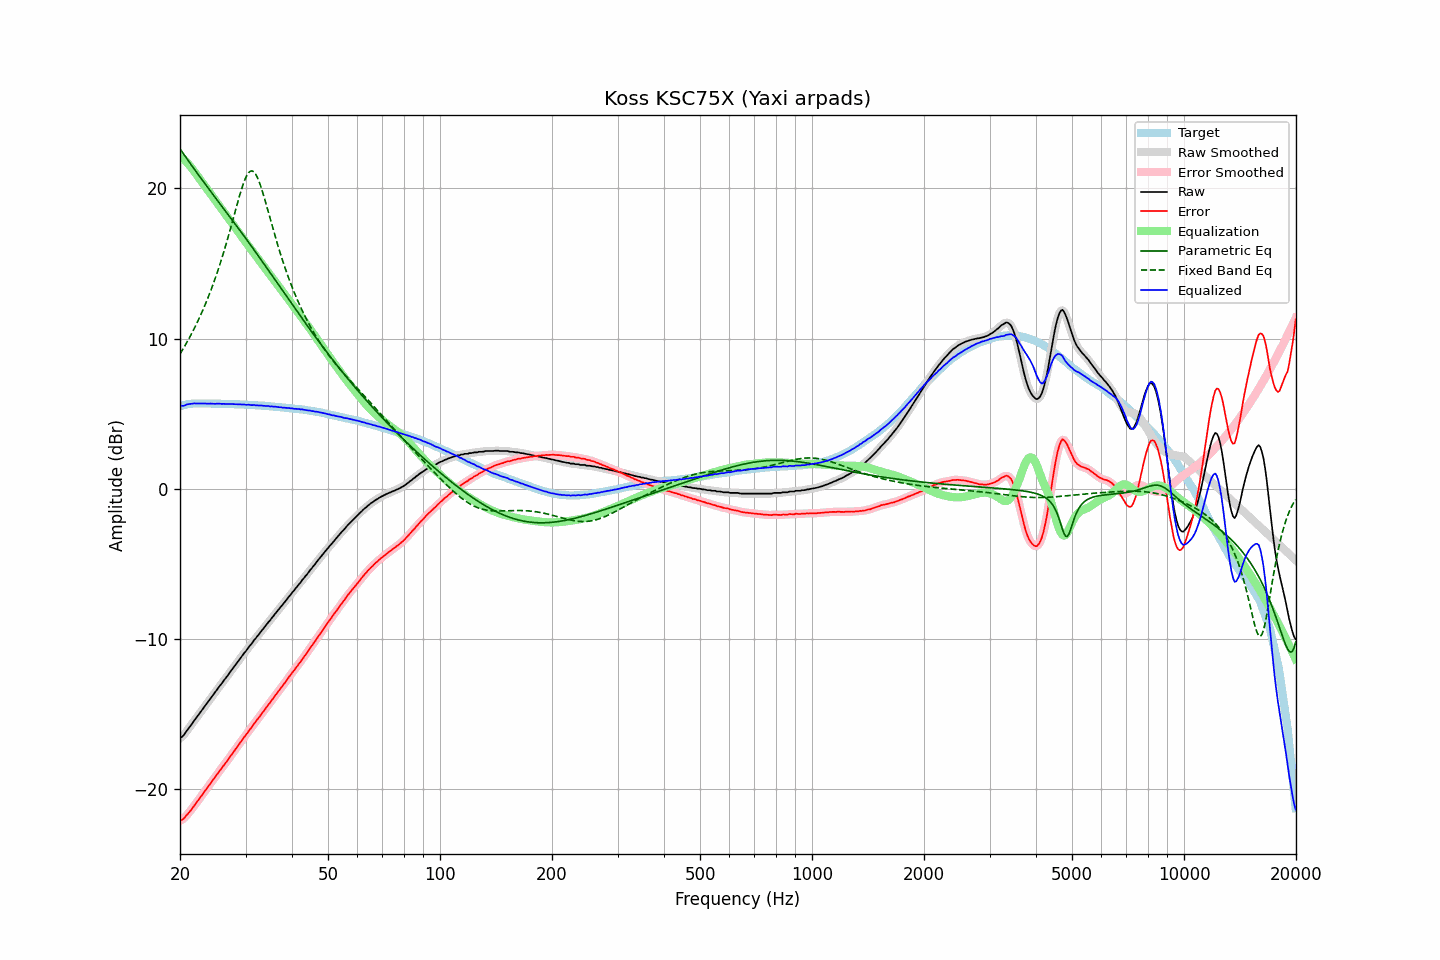 Koss KSC75X (Yaxi arpads)
Target
Raw Smoothed
Error Smoothed
Raw
Error
Equalization
Parametric Eq
Fixed Band Eq
Equalized
Amplitude (dBr)
20
10
0
−10
−20
20 50 100 200 500 1000 2000 5000 10000 20000
Frequency (Hz)